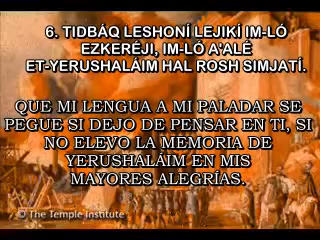 6. TIDBÁQ LESHONÍ LEJIKÍ IM-LÓ
EZKERÉJI, IM-LÓ A'ALÉ
ET-YERUSHALÁIM HAL ROSH SIMJATÍ.
QUE MI LENGUA A MI PALADAR SE
PEGUE SI DEJO DE PENSAR EN TI, SI
NO ELEVO LA MEMORIA DE
YERUSHALÁIM EN MIS
MAYORES ALEGRÍAS.
© The Temple Institute